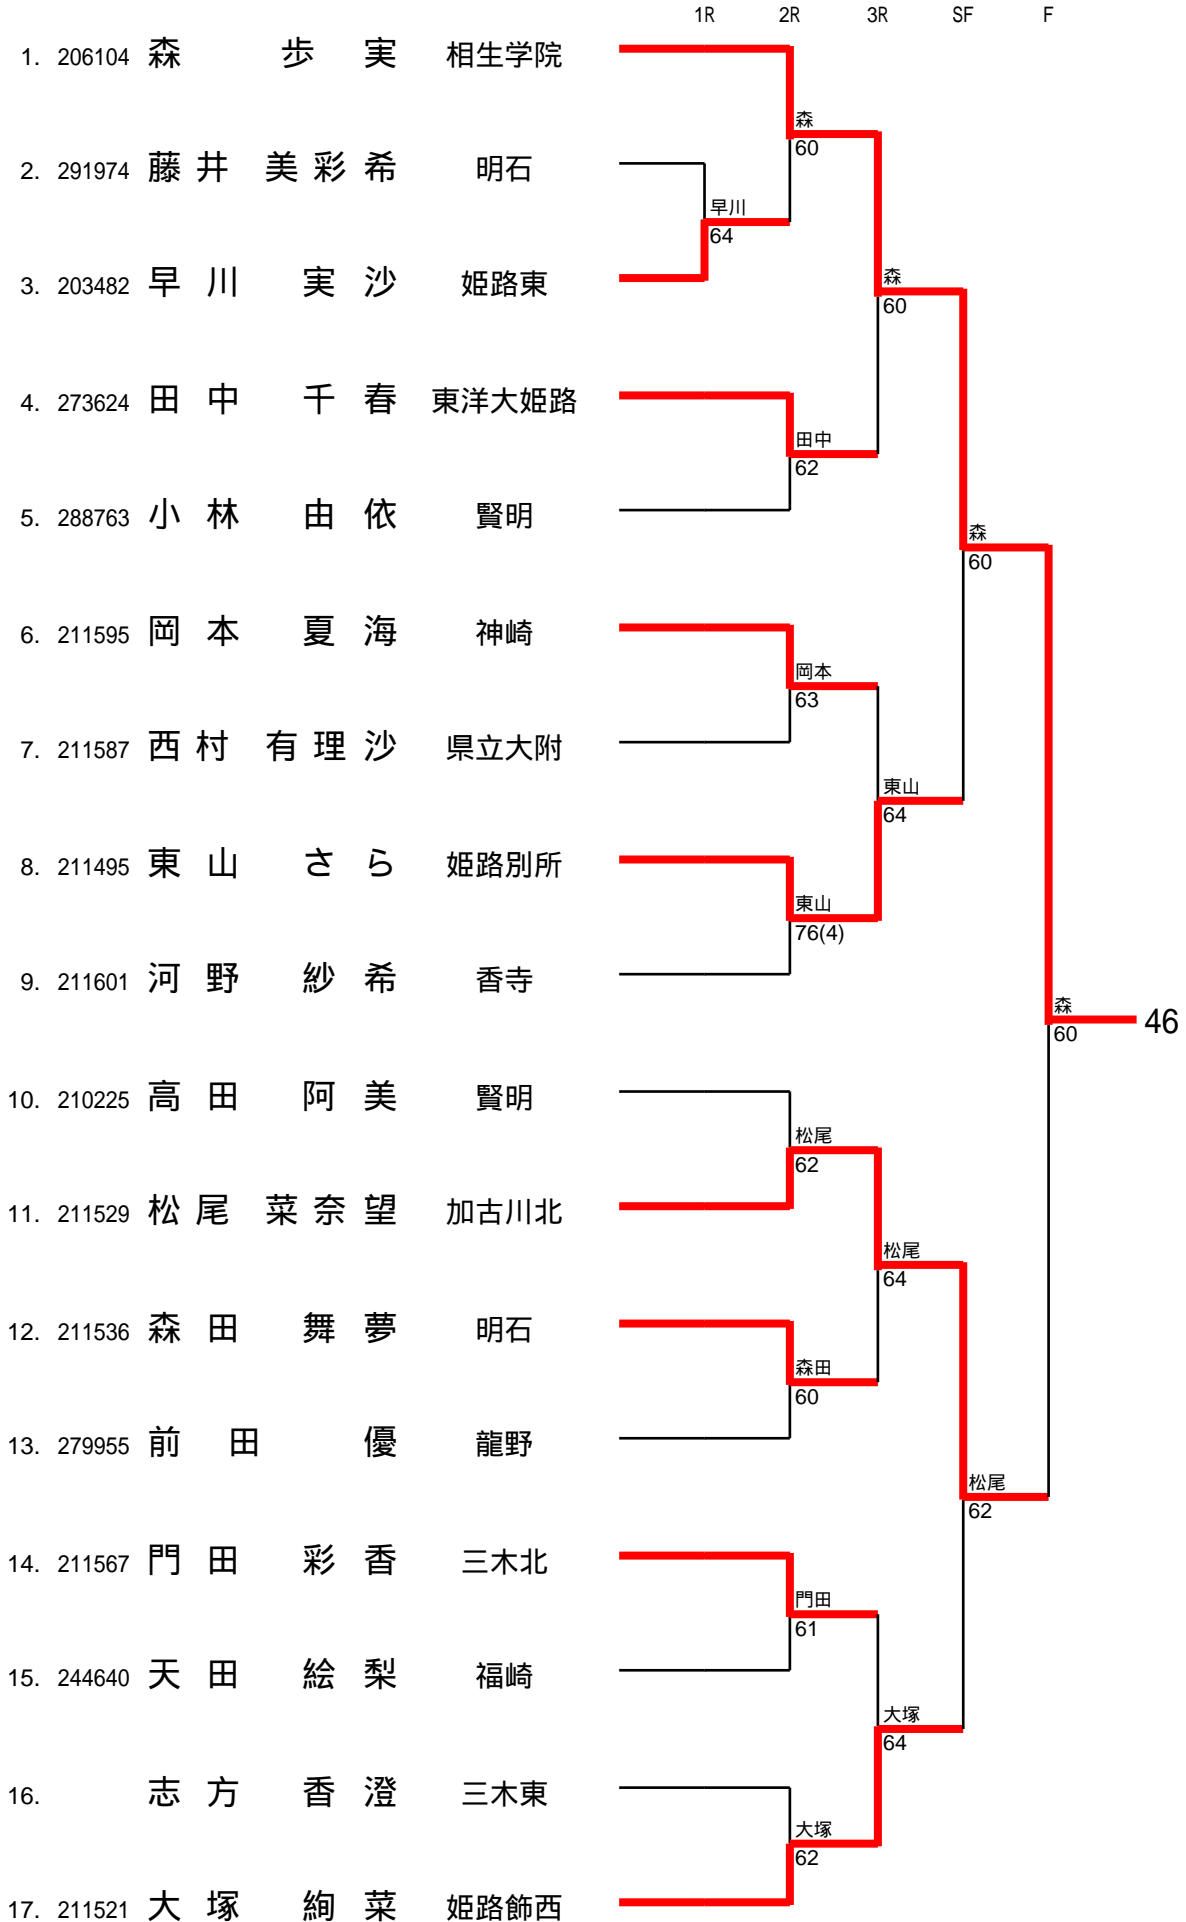 1R 2R 3R SF F
1. 206104 森 歩 実 相生学院
森
60
2. 291974 藤 井 美 彩 希 明石
早川
64
3. 203482 早 川 実 沙 姫路東
森
60
4. 273624 田 中 千 春 東洋大姫路
田中
62
5. 288763 小 林 由 依 賢明
森
60
6. 211595 岡 本 夏 海 神崎
岡本
63
7. 211587 西 村 有 理 沙 県立大附
東山
64
8. 211495 東 山 さ ら 姫路別所
東山
76(4)
9. 211601 河 野 紗 希 香寺
森
60
46
10. 210225 高 田 阿 美 賢明
松尾
62
11. 211529 松 尾 菜 奈 望 加古川北
松尾
64
12. 211536 森 田 舞 夢 明石
森田
60
13. 279955 前 田 優 龍野
松尾
62
14. 211567 門 田 彩 香 三木北
門田
61
15. 244640 天 田 絵 梨 福崎
大塚
64
16. 志 方 香 澄 三木東
大塚
62
17. 211521 大 塚 絢 菜 姫路飾西